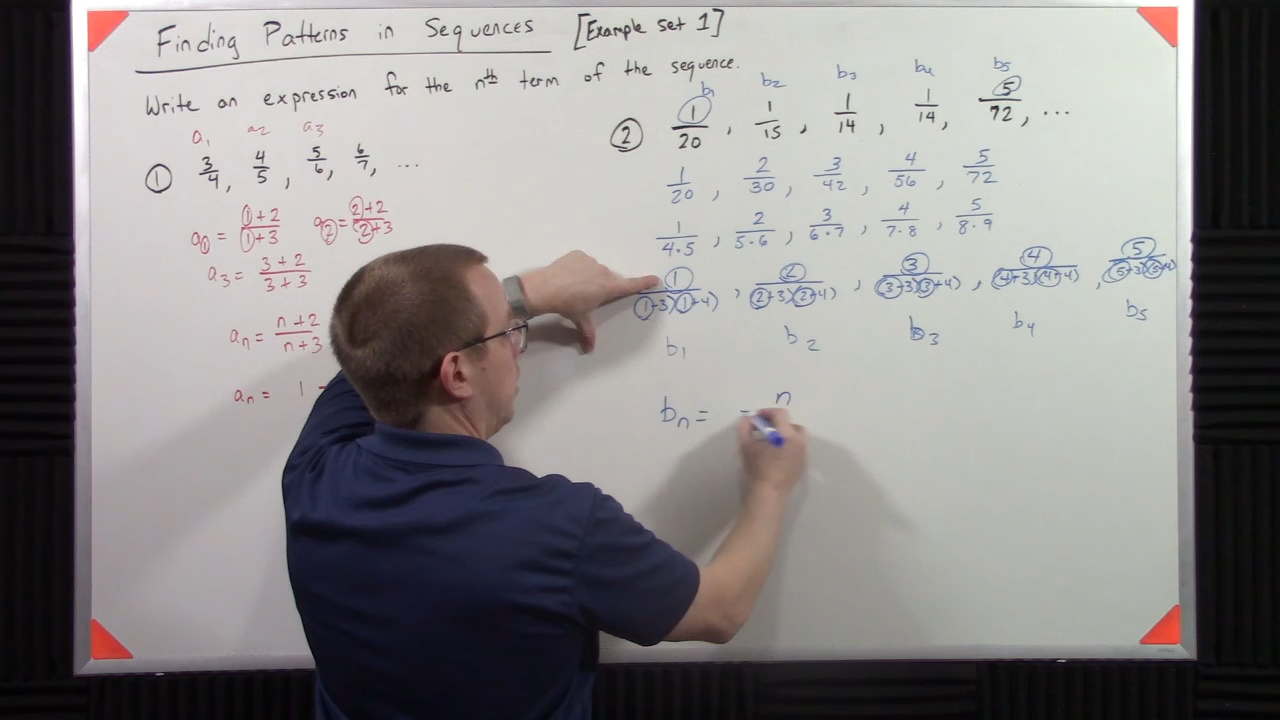 Finding Patterns in Sequences [Example set 1]
Write an expression for the nth term of the sequence.
a₁ a₂ a₃
① 3/4, 4/5, 5/6, 6/7, ...
a₁ = (1+2)/(1+3) a₂ = (2+2)/(2+3)
a₃ = (3+2)/(3+3)
aₙ = (n+2)/(n+3)
aₙ = 1 -
b₁ b₂ b₃ b₄ b₅
② 1/20, 1/15, 1/14, 1/14, 5/72, ...
1/20, 2/30, 3/42, 4/56, 5/72
1/(4·5), 2/(5·6), 3/(6·7), 4/(7·8), 5/(8·9)
1/((1+3)(1+4)), 2/((2+3)(2+4)), 3/((3+3)(3+4)), 4/((4+3)(4+4)), 5/((5+3)(5+4))
b₁ b₂ b₃ b₄ b₅
bₙ = n